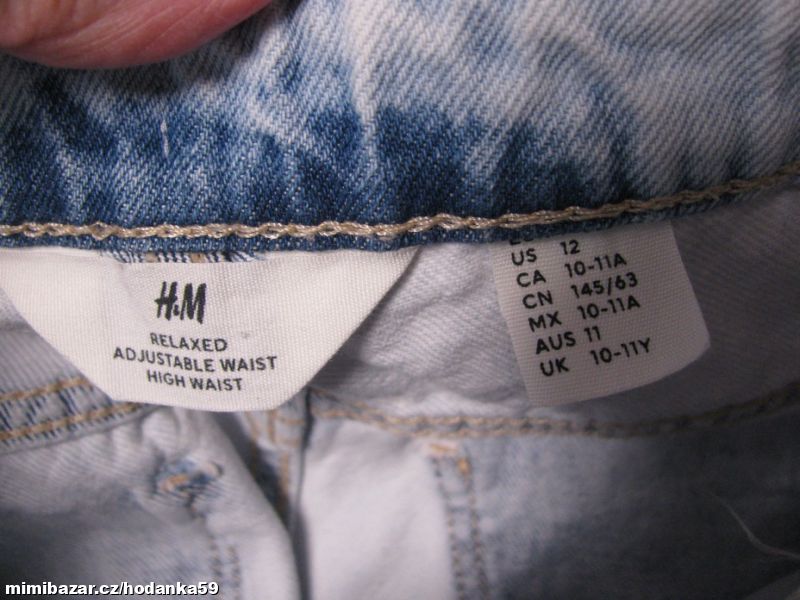 H&M
RELAXED
ADJUSTABLE WAIST
HIGH WAIST
US 12
CA 10-11A
CN 145/63
MX 10-11A
AUS 11
UK 10-11Y
mimibazar.cz/hodanka59